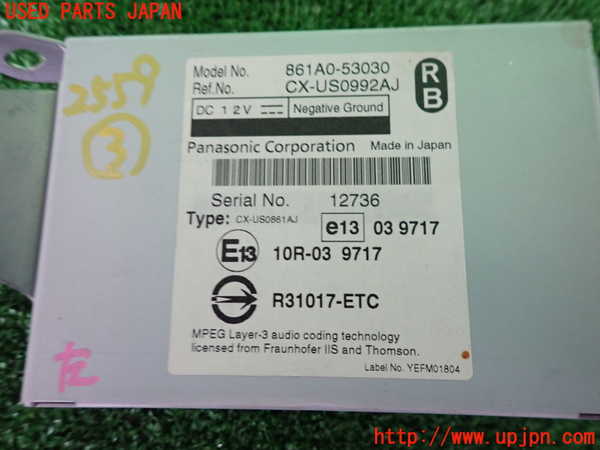 USED PARTS JAPAN
2559
3
左
Model No. 861A0-53030
Ref.No. CX-US0992AJ
RB
DC 12V Negative Ground
Panasonic Corporation Made in Japan
Serial No. 12736
Type: CX-US0861AJ e13 03 9717
E13 10R-03 9717
R31017-ETC
MPEG Layer-3 audio coding technology
licensed from Fraunhofer IIS and Thomson.
Label No. YEFM01804
http://www.upjpn.com